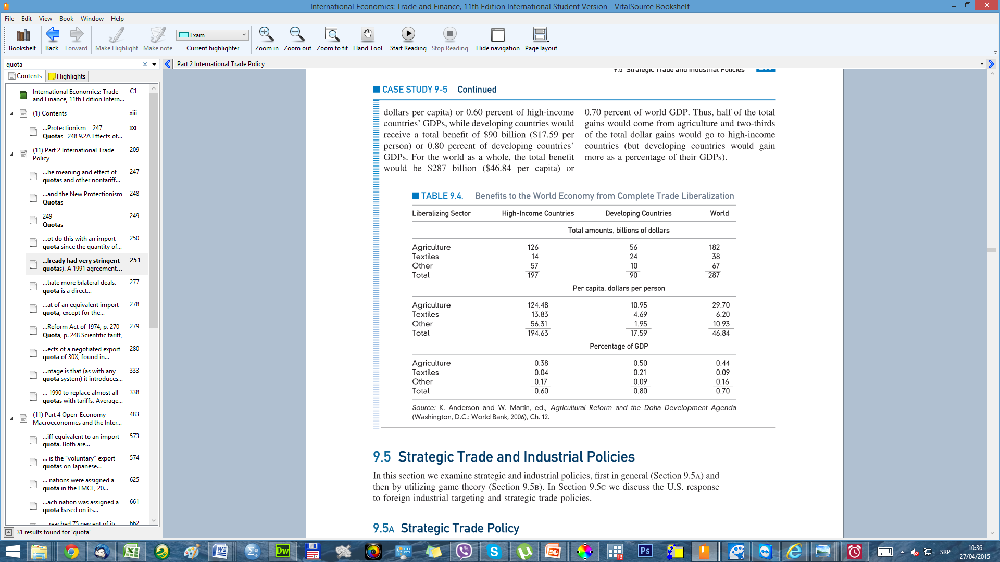 International Economics: Trade and Finance, 11th Edition International Student Version - VitalSource Bookshelf
File Edit View Book Window Help
Bookshelf Back Forward Make Highlight Make note Exam Current highlighter Zoom in Zoom out Zoom to fit Hand Tool Start Reading Stop Reading Hide navigation Page layout
quota
Part 2 International Trade Policy
Contents Highlights
International Economics: Trade C1
and Finance, 11th Edition Intern...
(1) Contents xiii
...Protectionism 247 xxi
Quotas 248 9.2A Effects of...
(11) Part 2 International Trade 209
Policy
...he meaning and effect of 247
quotas and other nontariff...
...and the New Protectionism 248
Quotas
249 249
Quotas
...ot do this with an import 250
quota since the quantity of...
...lready had very stringent 251
quotas). A 1991 agreement...
...tiate more bilateral deals. 277
quota is a direct...
...at of an equivalent import 278
quota, except for the...
...Reform Act of 1974, p. 270 279
Quota, p. 248 Scientific tariff,
...ects of a negotiated export 280
quota of 30X, found in...
...ntage is that (as with any 333
quota system) it introduces...
... 1990 to replace almost all 338
quotas with tariffs. Average...
(11) Part 4 Open-Economy 483
Macroeconomics and the Inter...
...iff equivalent to an import 573
quota. Both are...
... is the "voluntary" export 574
quotas on Japanese...
... nations were assigned a 625
quota in the EMCF, 20...
...ach nation was assigned a 661
quota based on its...
...reached 75 percent of its 662
31 results found for 'quota'
9.5 Strategic Trade and Industrial Policies
CASE STUDY 9-5 Continued
dollars per capita) or 0.60 percent of high-income
countries' GDPs, while developing countries would
receive a total benefit of $90 billion ($17.59 per
person) or 0.80 percent of developing countries'
GDPs. For the world as a whole, the total benefit
would be $287 billion ($46.84 per capita) or
0.70 percent of world GDP. Thus, half of the total
gains would come from agriculture and two-thirds
of the total dollar gains would go to high-income
countries (but developing countries would gain
more as a percentage of their GDPs).
TABLE 9.4. Benefits to the World Economy from Complete Trade Liberalization
Liberalizing Sector High-Income Countries Developing Countries World
Total amounts, billions of dollars
Agriculture 126 56 182
Textiles 14 24 38
Other 57 10 67
Total 197 90 287
Per capita, dollars per person
Agriculture 124.48 10.95 29.70
Textiles 13.83 4.69 6.20
Other 56.31 1.95 10.93
Total 194.63 17.59 46.84
Percentage of GDP
Agriculture 0.38 0.50 0.44
Textiles 0.04 0.21 0.09
Other 0.17 0.09 0.16
Total 0.60 0.80 0.70
Source: K. Anderson and W. Martin, ed., Agricultural Reform and the Doha Development Agenda
(Washington, D.C.: World Bank, 2006), Ch. 12.
9.5 Strategic Trade and Industrial Policies
In this section we examine strategic and industrial policies, first in general (Section 9.5A) and
then by utilizing game theory (Section 9.5B). In Section 9.5C we discuss the U.S. response
to foreign industrial targeting and strategic trade policies.
9.5A Strategic Trade Policy
Dw
64
13
Ps
SRP
10:36
27/04/2015